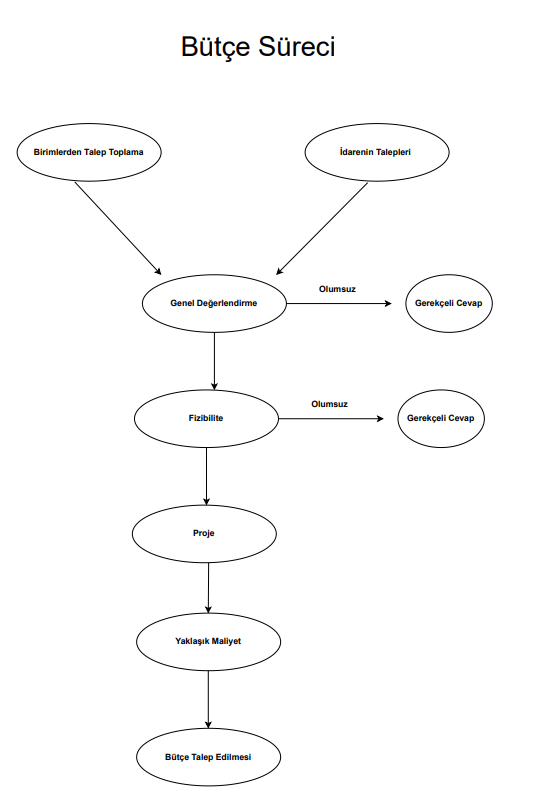 Bütçe Süreci
Birimlerden Talep Toplama
İdarenin Talepleri
Genel Değerlendirme
Olumsuz
Gerekçeli Cevap
Fizibilite
Olumsuz
Gerekçeli Cevap
Proje
Yaklaşık Maliyet
Bütçe Talep Edilmesi